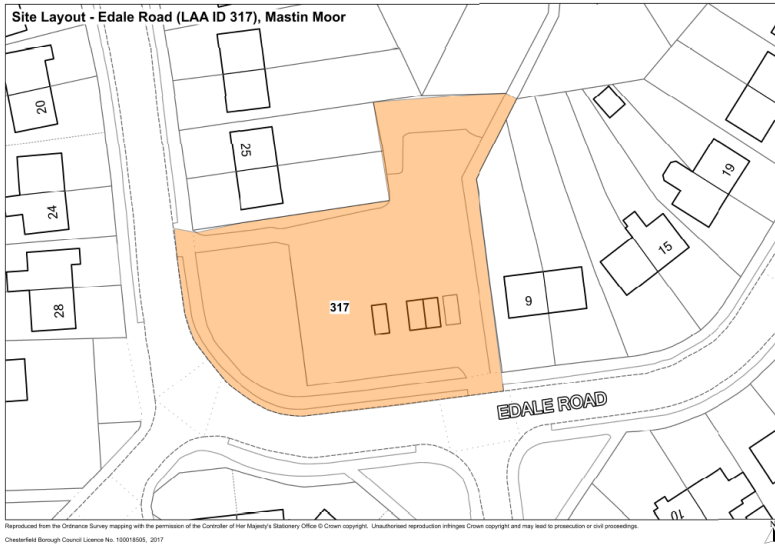 Site Layout - Edale Road (LAA ID 317), Mastin Moor
20
25
19
24
15
317
9
28
EDALE ROAD
10
N
Reproduced from the Ordnance Survey mapping with the permission of the Controller of Her Majesty's Stationery Office © Crown copyright. Unauthorised reproduction infringes Crown copyright and may lead to prosecution or civil proceedings.
Chesterfield Borough Council Licence No. 100018505, 2017